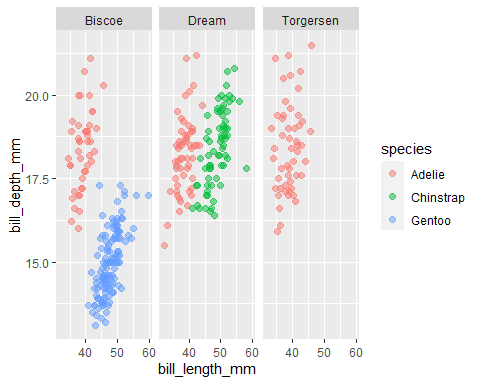 Biscoe Dream Torgersen
20.0
17.5
15.0
bill_depth_mm
40 50 60 40 50 60 40 50 60
bill_length_mm
species
Adelie
Chinstrap
Gentoo